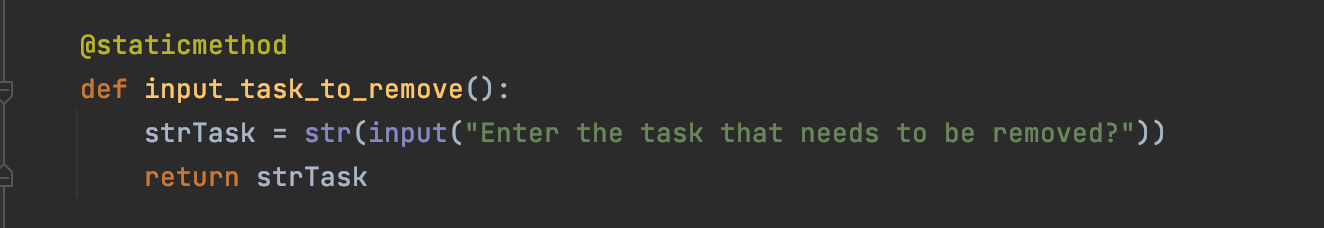 @staticmethod
def input_task_to_remove():
    strTask = str(input("Enter the task that needs to be removed?"))
    return strTask